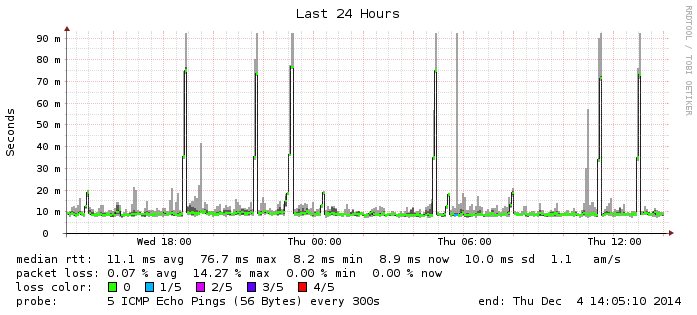 Last 24 Hours
RRDTOOL / TOBI OETIKER
Seconds
90 m
80 m
70 m
60 m
50 m
40 m
30 m
20 m
10 m
0
Wed 18:00 Thu 00:00 Thu 06:00 Thu 12:00
median rtt: 11.1 ms avg 76.7 ms max 8.2 ms min 8.9 ms now 10.0 ms sd 1.1 am/s
packet loss: 0.07 % avg 14.27 % max 0.00 % min 0.00 % now
loss color: 0 1/5 2/5 3/5 4/5
probe: 5 ICMP Echo Pings (56 Bytes) every 300s end: Thu Dec 4 14:05:10 2014